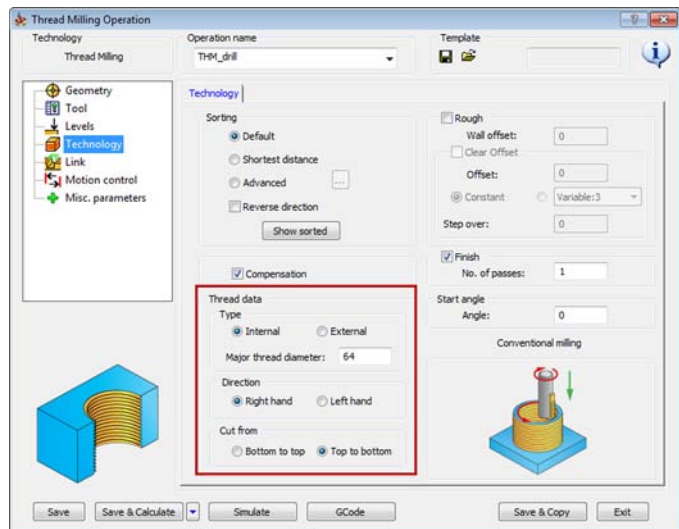 Thread Milling Operation
Technology
Thread Milling
Operation name
THM_drill
Template
Geometry
Tool
Levels
Technology
Link
Motion control
Misc. parameters
Technology
Sorting
Default
Shortest distance
Advanced
...
Reverse direction
Show sorted
Compensation
Thread data
Type
Internal External
Major thread diameter: 64
Direction
Right hand Left hand
Cut from
Bottom to top Top to bottom
Rough
Wall offset: 0
Clear Offset
Offset: 0
Constant Variable:3
Step over: 0
Finish
No. of passes: 1
Start angle
Angle: 0
Conventional milling
Save Save & Calculate Simulate GCode Save & Copy Exit